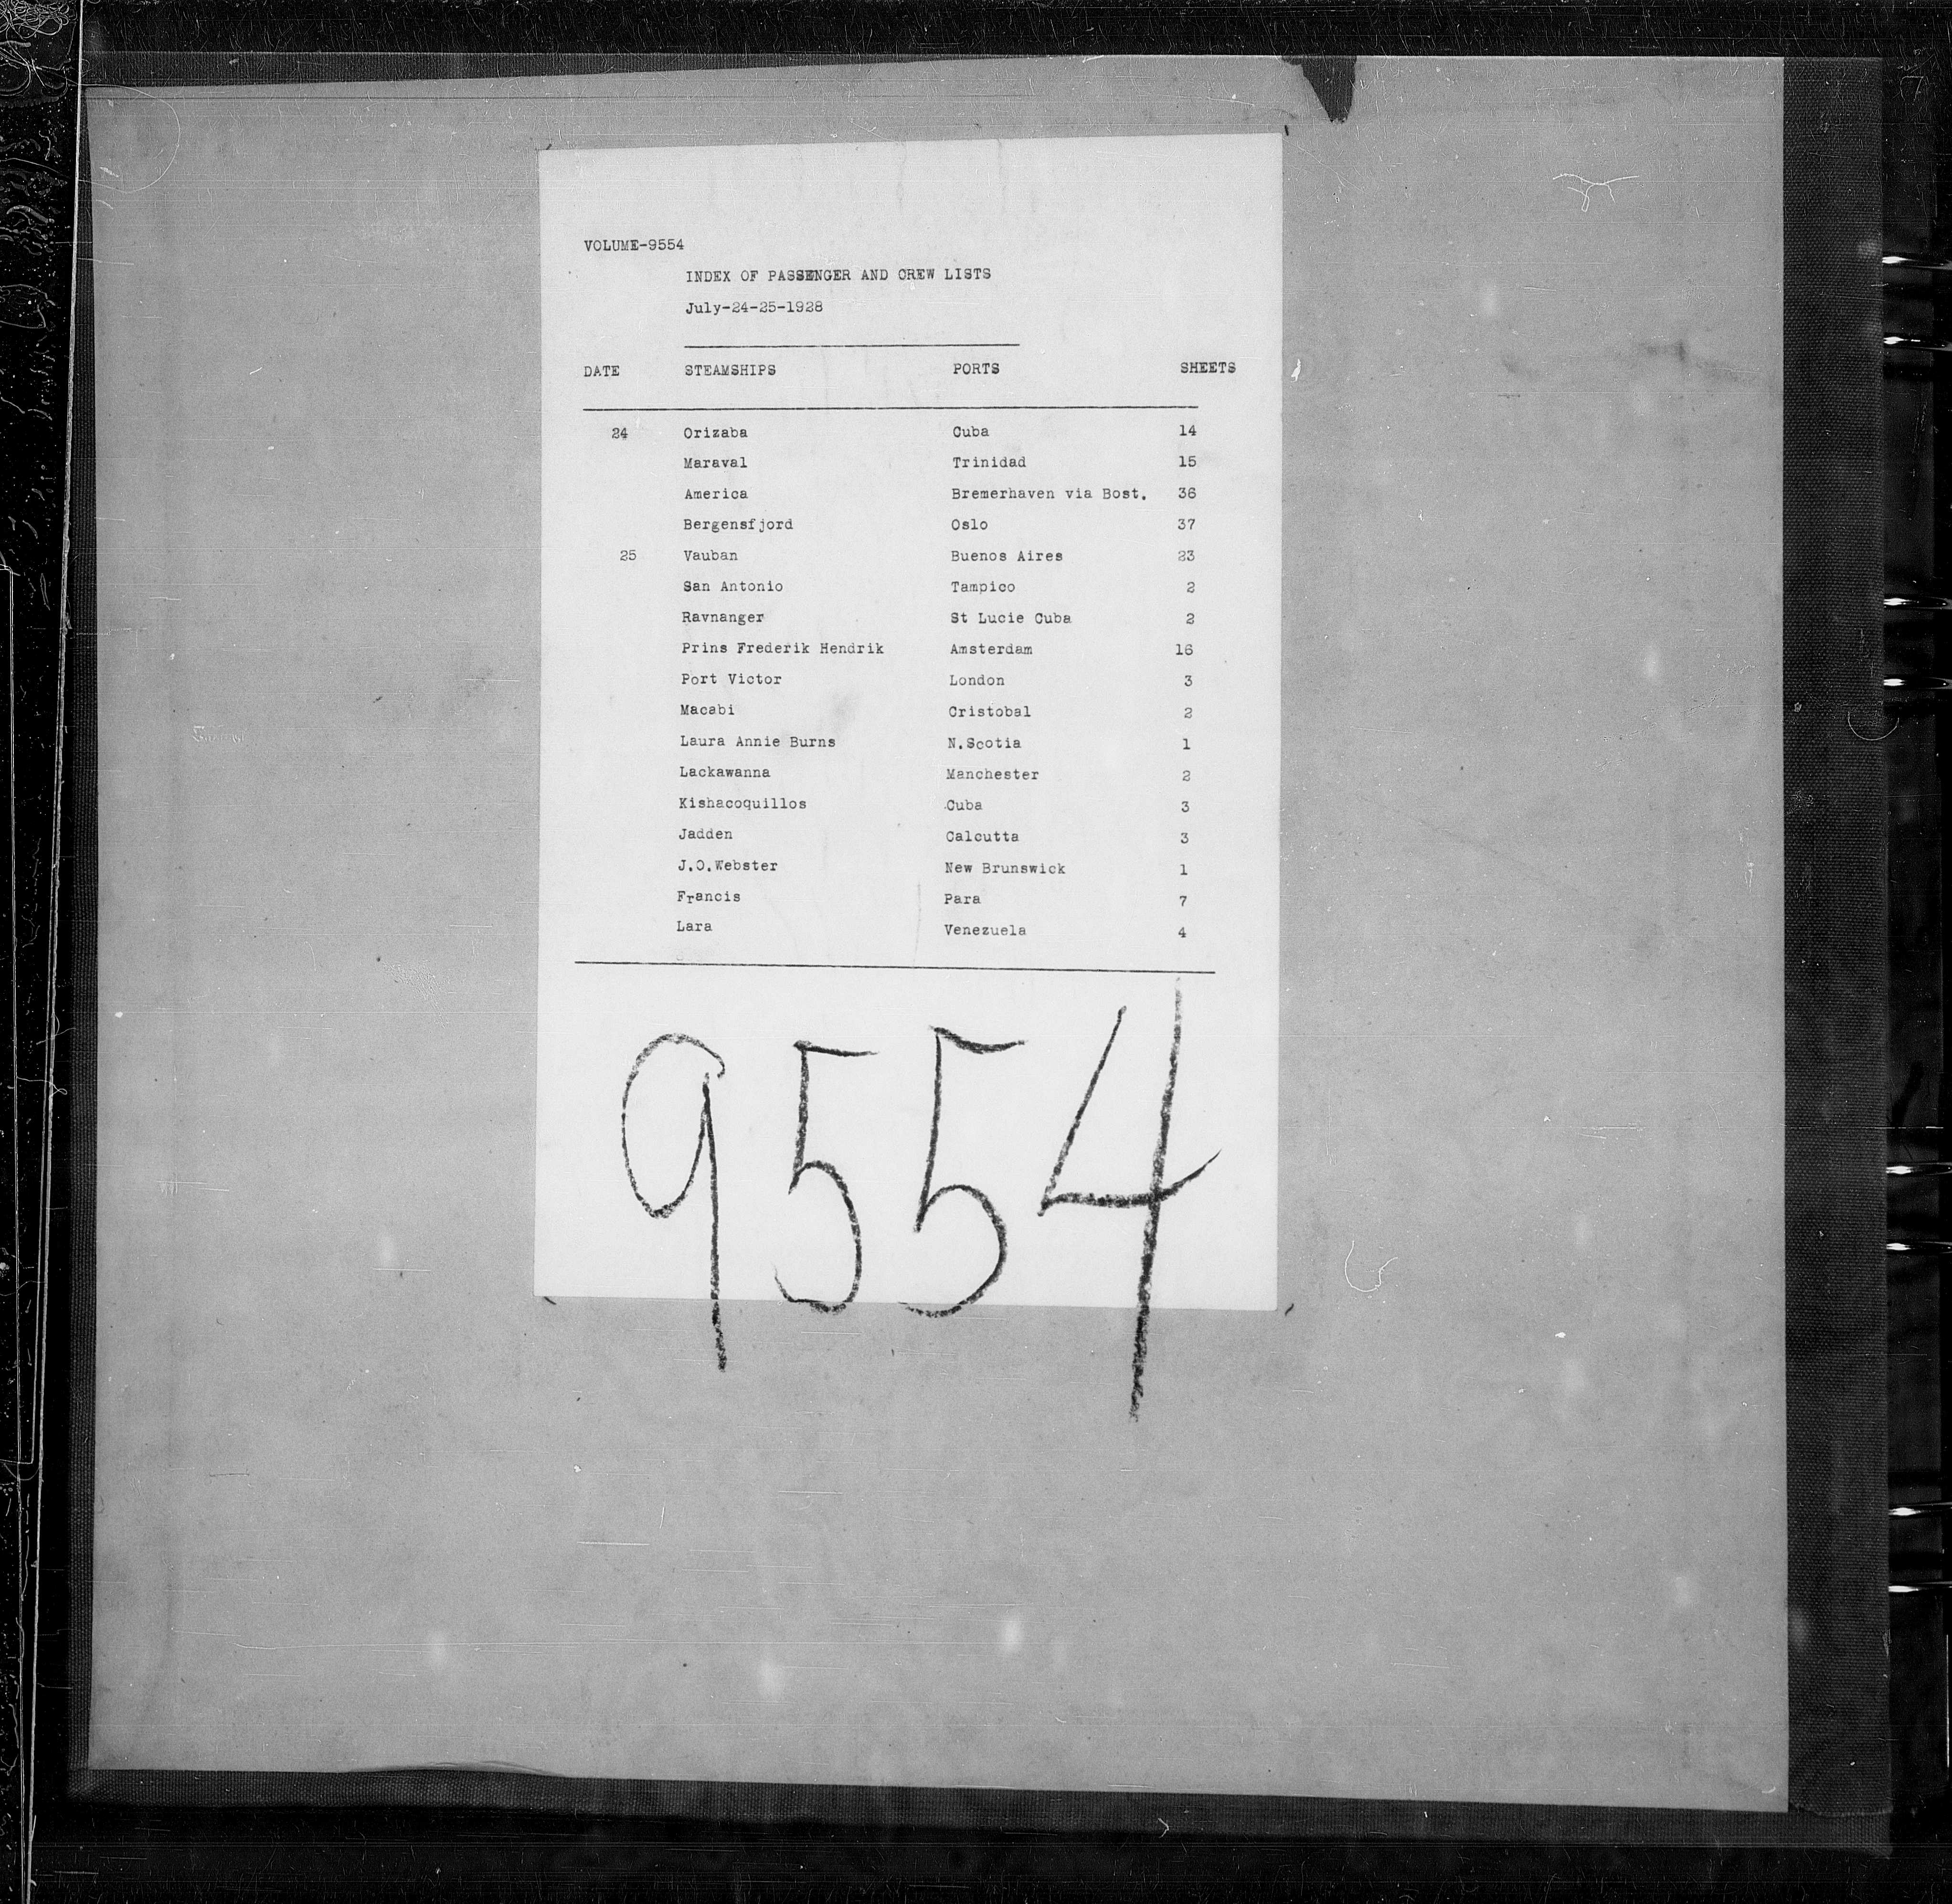 VOLUME-9554
INDEX OF PASSENGER AND CREW LISTS
July-24-25-1928
DATE STEAMSHIPS PORTS SHEETS
24 Orizaba Cuba 14
Maraval Trinidad 15
America Bremerhaven via Bost. 36
Bergensfjord Oslo 37
25 Vauban Buenos Aires 23
San Antonio Tampico 2
Ravnanger St Lucie Cuba 2
Prins Frederik Hendrik Amsterdam 16
Port Victor London 3
Macabi Cristobal 2
Laura Annie Burns N.Scotia 1
Lackawanna Manchester 2
Kishacoquillos Cuba 3
Jadden Calcutta 3
J.O.Webster New Brunswick 1
Francis Para 7
Lara Venezuela 4
9554